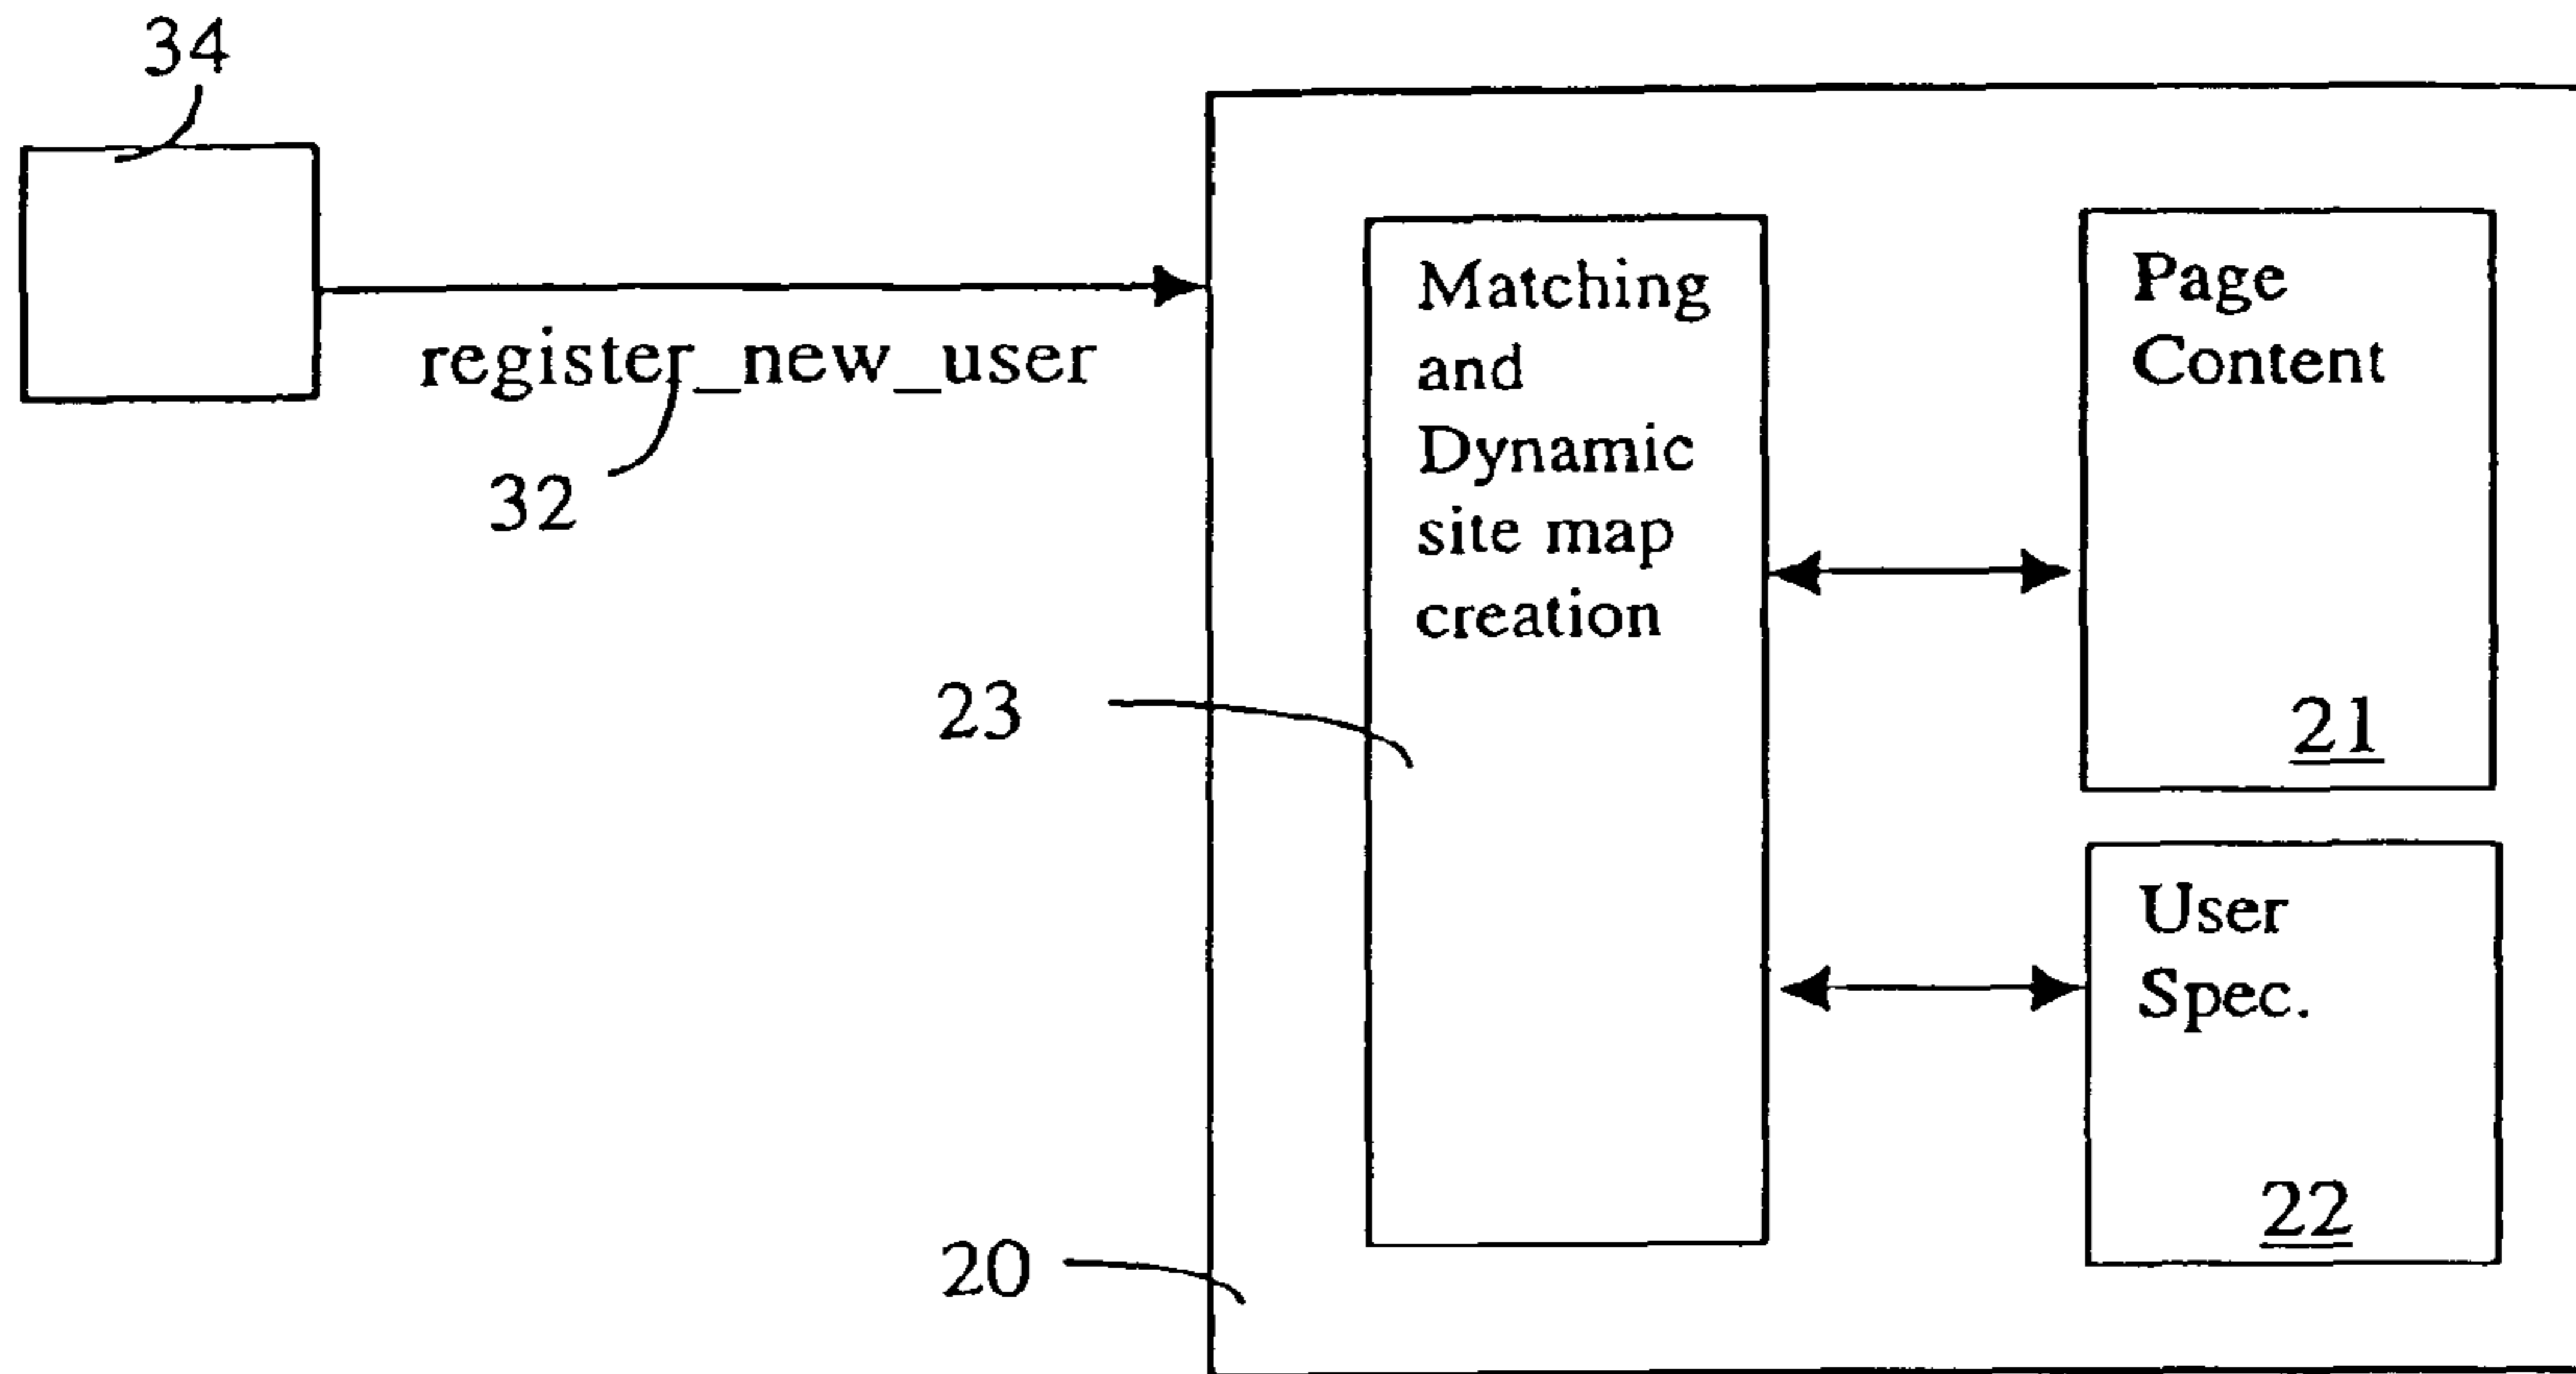 34
register_new_user
32
Matching
and
Dynamic
site map
creation
23
Page
Content
21
User
Spec.
22
20